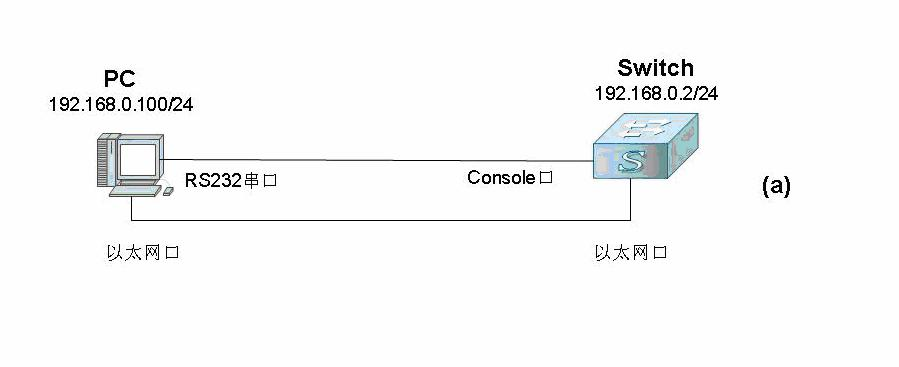 PC
192.168.0.100/24
Switch
192.168.0.2/24
S
RS232串口
Console口
(a)
以太网口
以太网口